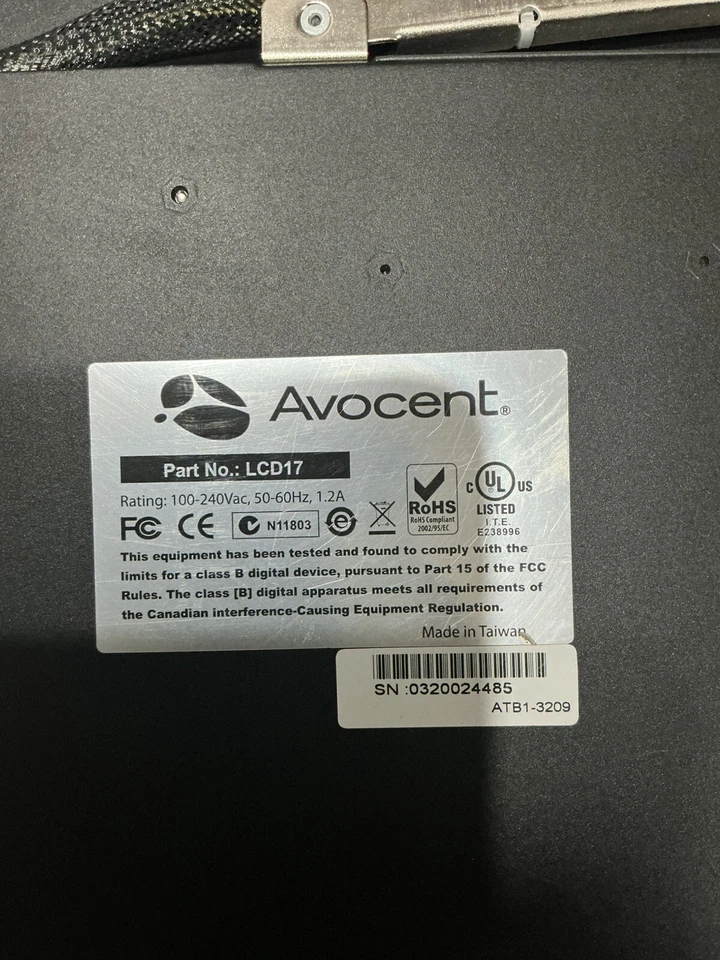 Avocent®
Part No.: LCD17
Rating: 100-240Vac, 50-60Hz, 1.2A
FC CE N11803 e
RoHS
RoHS Compliant
2002/95/EC
C UL US
LISTED
I.T.E.
E238996
This equipment has been tested and found to comply with the
limits for a class B digital device, pursuant to Part 15 of the FCC
Rules. The class [B] digital apparatus meets all requirements of
the Canadian interference-Causing Equipment Regulation.
Made in Taiwan
SN :0320024485
ATB1-3209